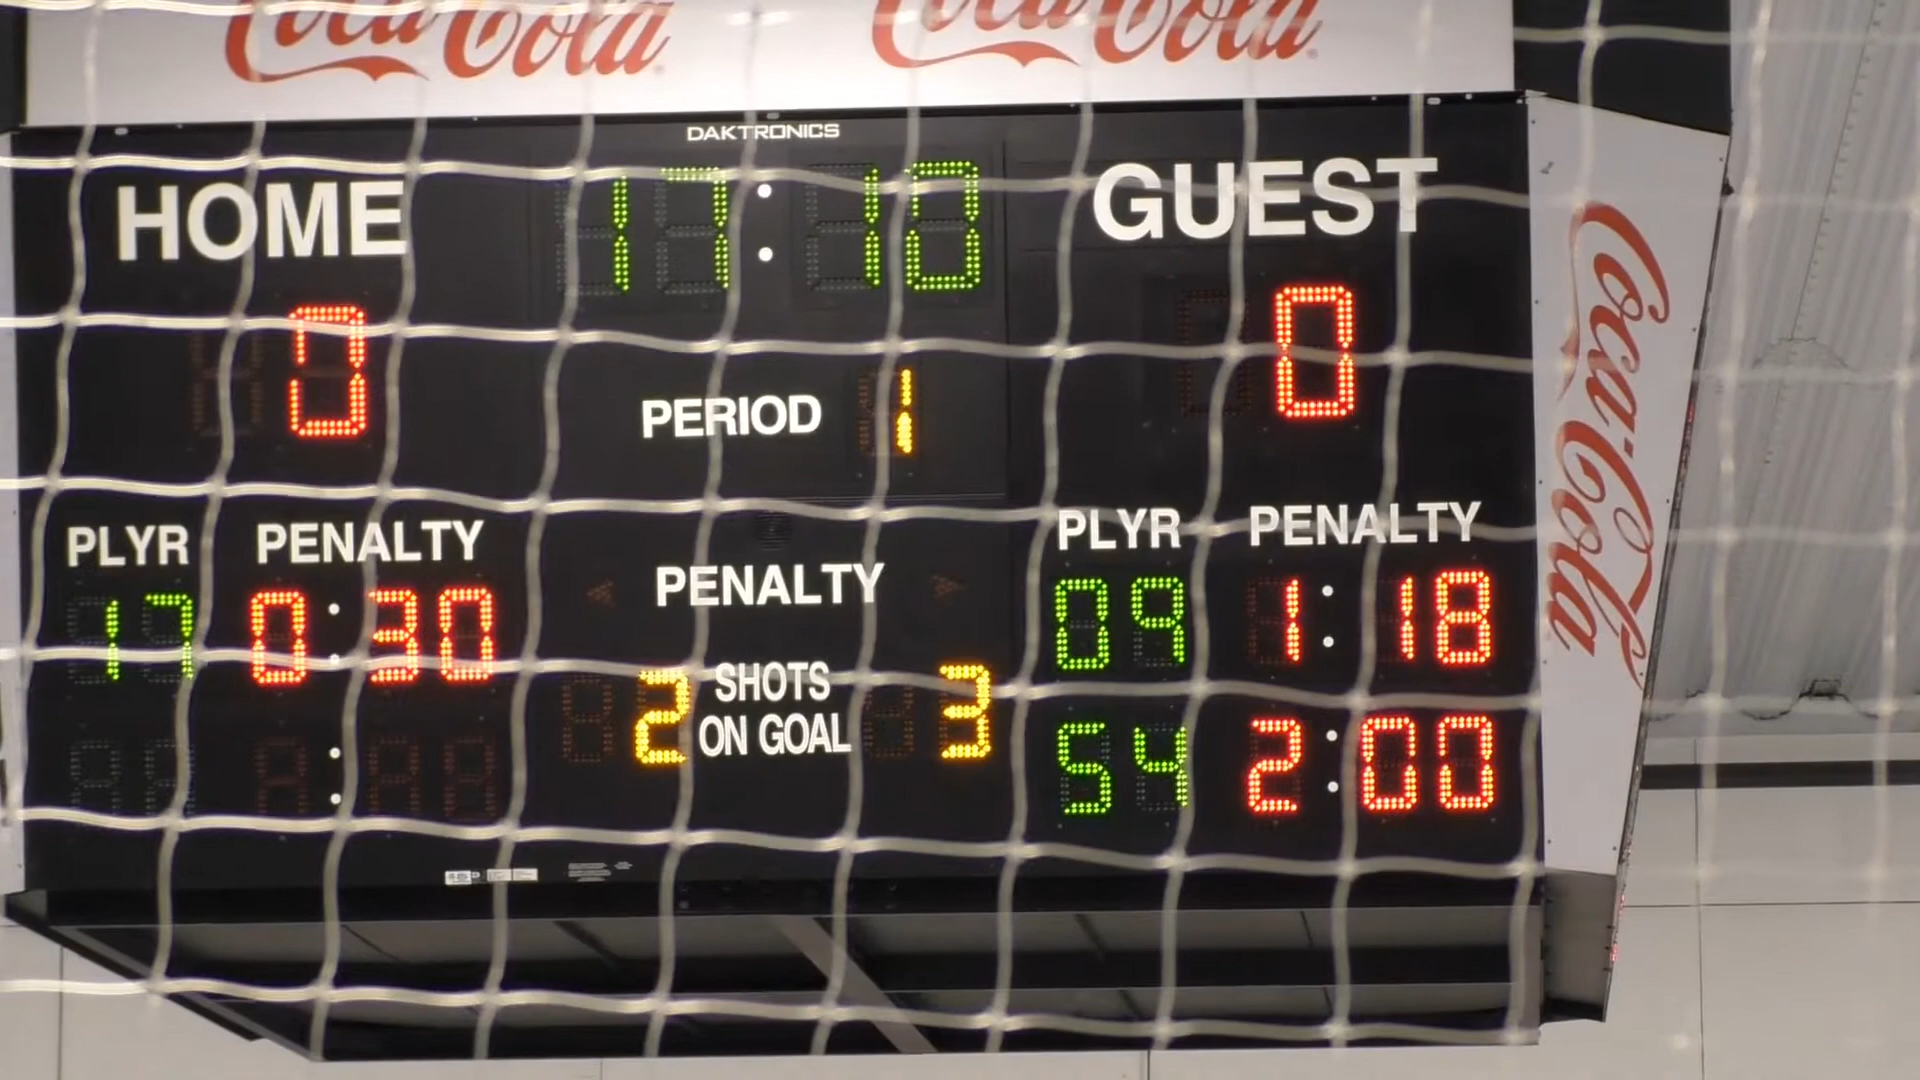 Coca-Cola Coca-Cola
DAKTRONICS
HOME 17:10 GUEST
0 0
PERIOD 1
PLYR PENALTY PLYR PENALTY
PENALTY
17 0:30 09 1:18
2 SHOTS ON GOAL 3
54 2:00
Coca-Cola